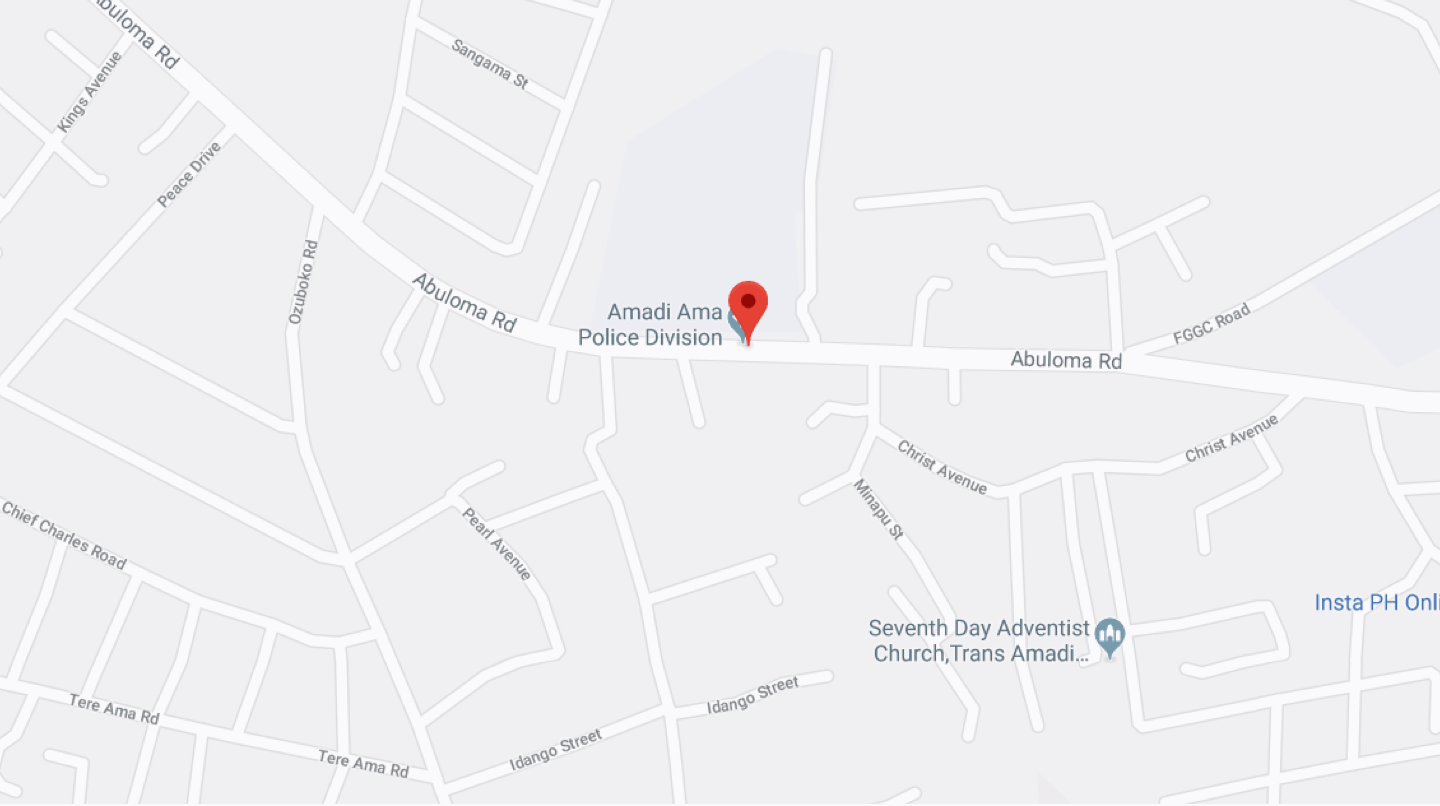 Abuloma Rd
Sangama St
Kings Avenue
Peace Drive
Ozuboko Rd
Abuloma Rd
Amadi Ama
Police Division
FGGC Road
Abuloma Rd
Christ Avenue
Christ Avenue
Minapu St
Chief Charles Road
Pearl Avenue
Insta PH Onli
Seventh Day Adventist
Church,Trans Amadi...
Idango Street
Tere Ama Rd
Idango Street
Tere Ama Rd